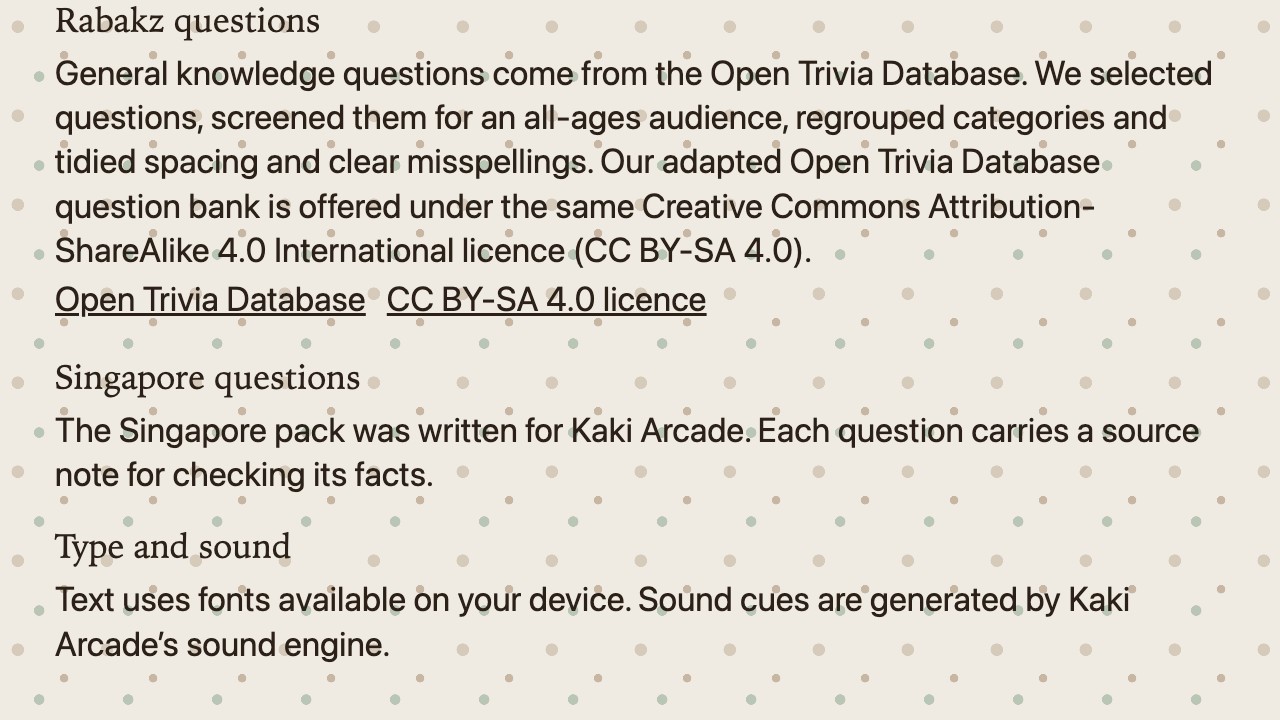 Rabakz questions
General knowledge questions come from the Open Trivia Database. We selected
questions, screened them for an all-ages audience, regrouped categories and
tidied spacing and clear misspellings. Our adapted Open Trivia Database
question bank is offered under the same Creative Commons Attribution-
ShareAlike 4.0 International licence (CC BY-SA 4.0).
Open Trivia Database CC BY-SA 4.0 licence
Singapore questions
The Singapore pack was written for Kaki Arcade. Each question carries a source
note for checking its facts.
Type and sound
Text uses fonts available on your device. Sound cues are generated by Kaki
Arcade’s sound engine.